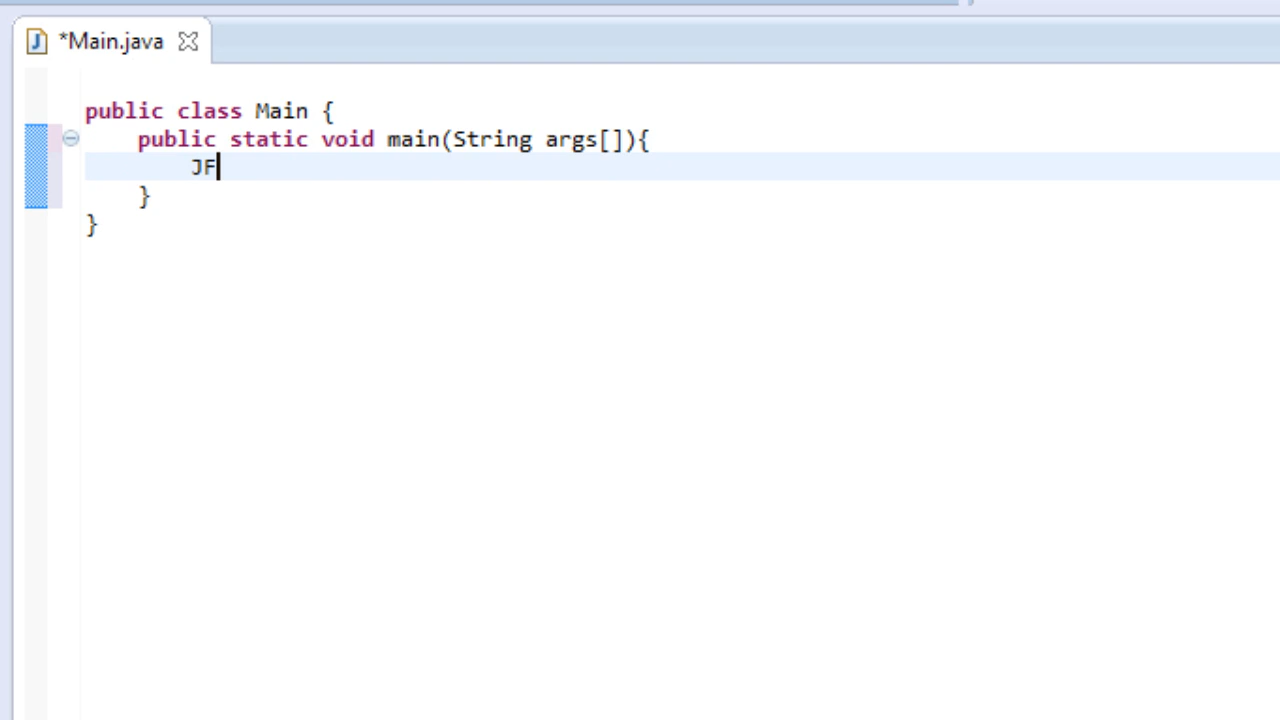 *Main.java
public class Main {
public static void main(String args[]){
JF
}
}